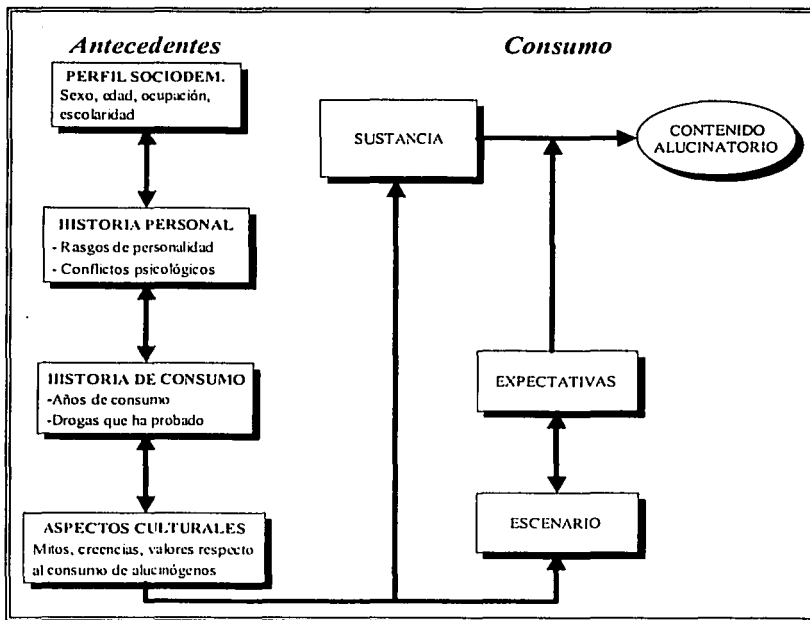 Antecedentes
PERFIL SOCIODEM.
Sexo, edad, ocupación,
escolaridad
HISTORIA PERSONAL
- Rasgos de personalidad
- Conflictos psicológicos
HISTORIA DE CONSUMO
-Años de consumo
-Drogas que ha probado
ASPECTOS CULTURALES
Mitos, creencias, valores respecto
al consumo de alucinógenos
Consumo
SUSTANCIA
CONTENIDO
ALUCINATORIO
EXPECTATIVAS
ESCENARIO